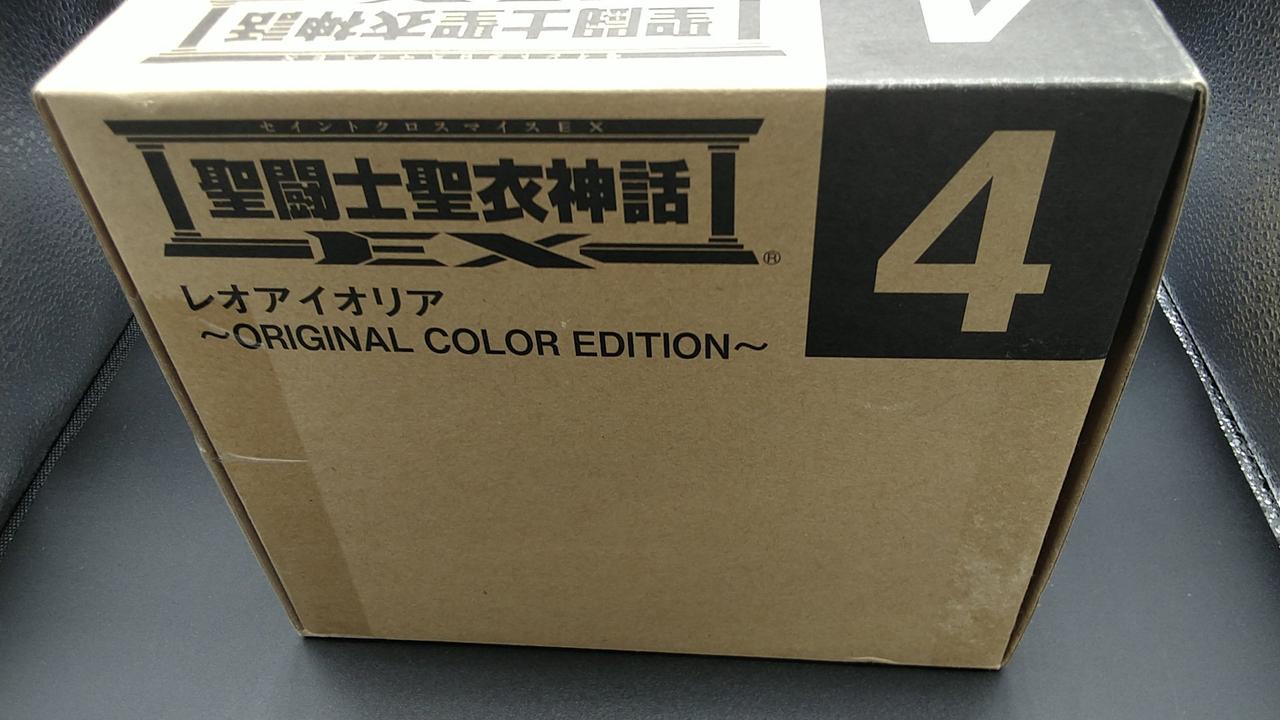 聖闘士聖衣神話
セイントクロスマイスEX
聖闘士聖衣神話
EX®
4
レオアイオリア
～ORIGINAL COLOR EDITION～